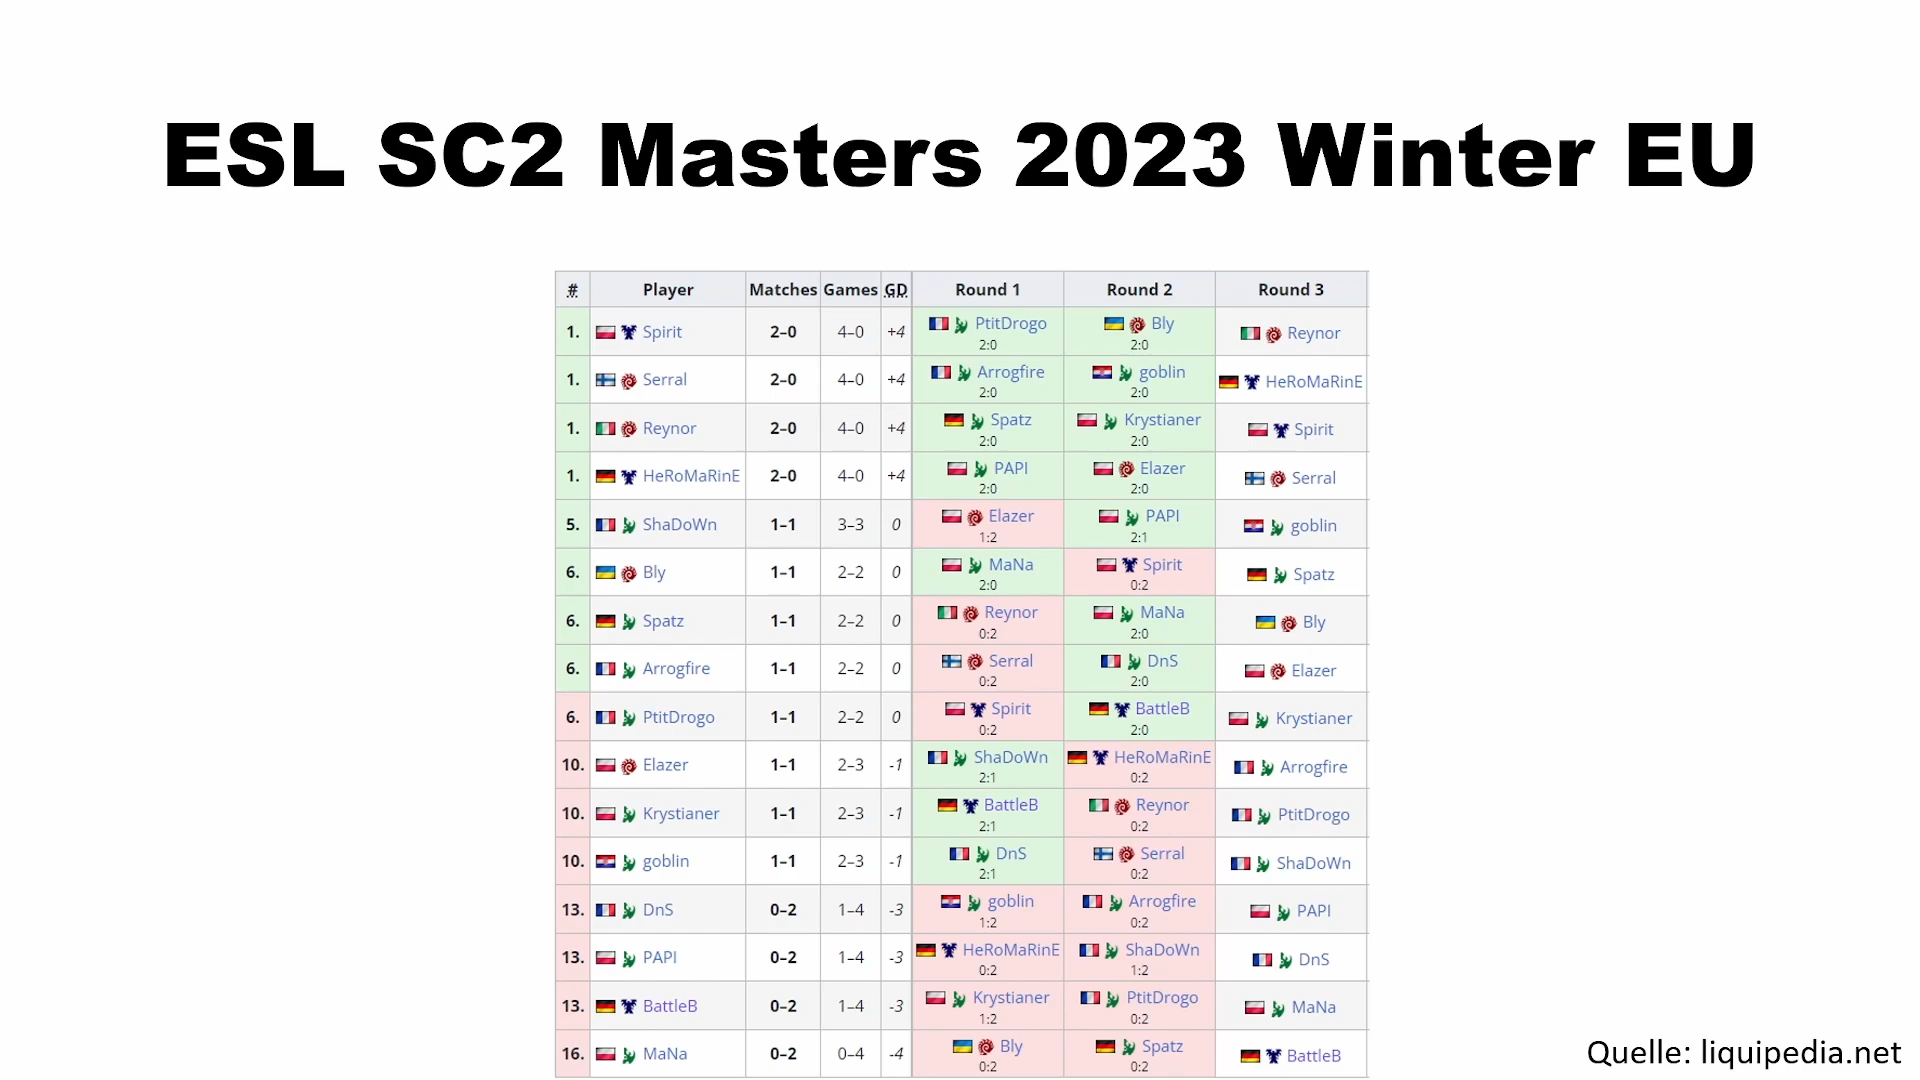 ESL SC2 Masters 2023 Winter EU
# Player Matches Games GD Round 1 Round 2 Round 3
1. Spirit 2–0 4–0 +4 PtitDrogo 2:0 Bly 2:0 Reynor
1. Serral 2–0 4–0 +4 Arrogfire 2:0 goblin 2:0 HeRoMaRinE
1. Reynor 2–0 4–0 +4 Spatz 2:0 Krystianer 2:0 Spirit
1. HeRoMaRinE 2–0 4–0 +4 PAPI 2:0 Elazer 2:0 Serral
5. ShaDoWn 1–1 3–3 0 Elazer 1:2 PAPI 2:1 goblin
6. Bly 1–1 2–2 0 MaNa 2:0 Spirit 0:2 Spatz
6. Spatz 1–1 2–2 0 Reynor 0:2 MaNa 2:0 Bly
6. Arrogfire 1–1 2–2 0 Serral 0:2 DnS 2:0 Elazer
6. PtitDrogo 1–1 2–2 0 Spirit 0:2 BattleB 2:0 Krystianer
10. Elazer 1–1 2–3 -1 ShaDoWn 2:1 HeRoMaRinE 0:2 Arrogfire
10. Krystianer 1–1 2–3 -1 BattleB 2:1 Reynor 0:2 PtitDrogo
10. goblin 1–1 2–3 -1 DnS 2:1 Serral 0:2 ShaDoWn
13. DnS 0–2 1–4 -3 goblin 1:2 Arrogfire 0:2 PAPI
13. PAPI 0–2 1–4 -3 HeRoMaRinE 0:2 ShaDoWn 1:2 DnS
13. BattleB 0–2 1–4 -3 Krystianer 1:2 PtitDrogo 0:2 MaNa
16. MaNa 0–2 0–4 -4 Bly 0:2 Spatz 0:2 BattleB
Quelle: liquipedia.net